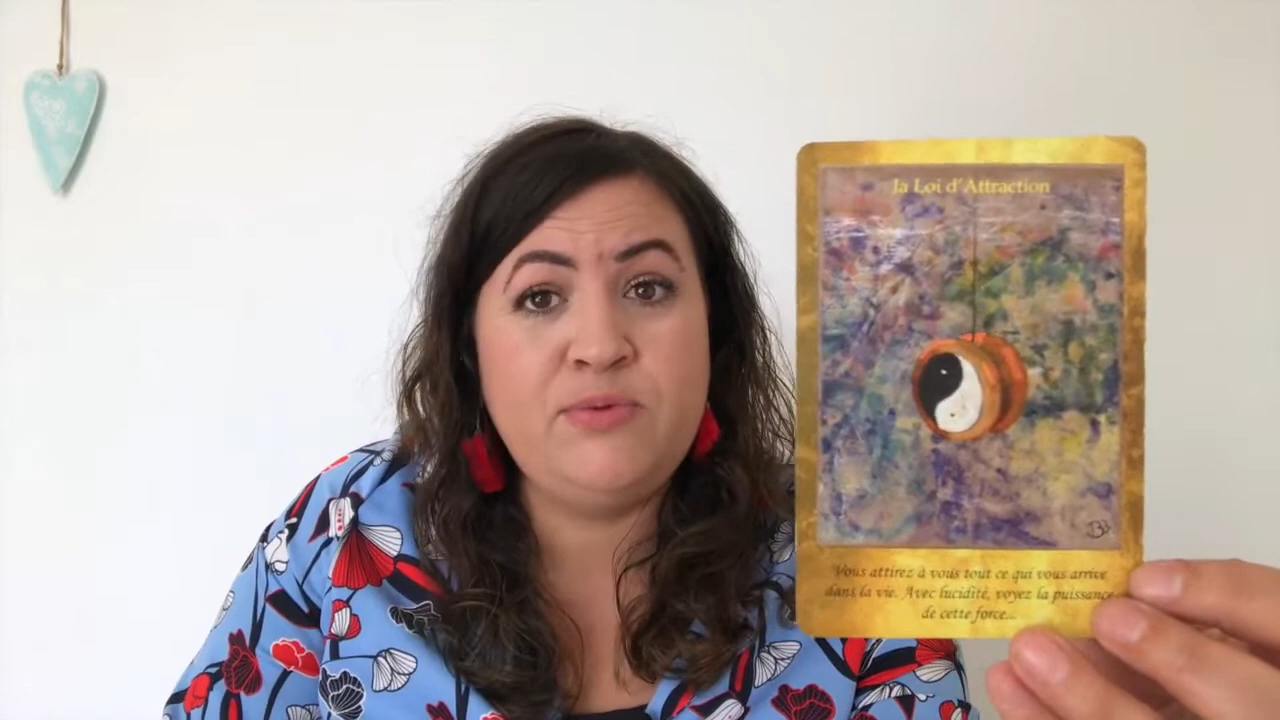 La Loi d'Attraction
BB
Vous attirez à vous tout ce qui vous arrive
dans la vie. Avec lucidité, voyez la puissance
de cette force...